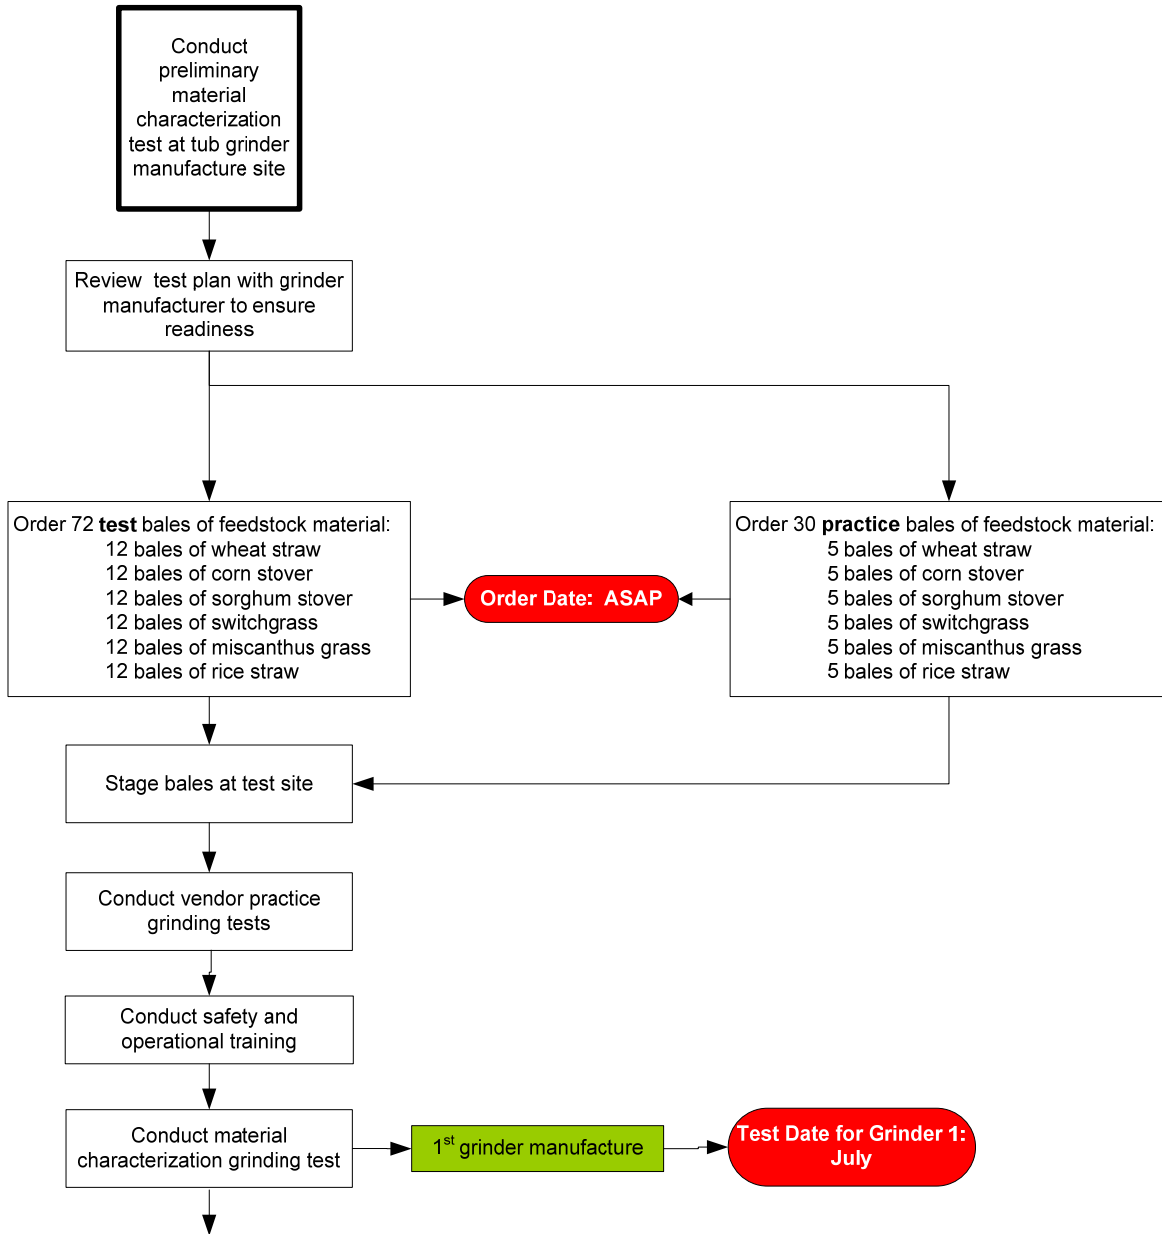 Conduct
preliminary
material
characterization
test at tub grinder
manufacture site
Review  test plan with grinder
manufacturer to ensure
readiness
Order 72 test bales of feedstock material:
12 bales of wheat straw
12 bales of corn stover
12 bales of sorghum stover
12 bales of switchgrass
12 bales of miscanthus grass
12 bales of rice straw
Order Date:  ASAP
Order 30 practice bales of feedstock material:
5 bales of wheat straw
5 bales of corn stover
5 bales of sorghum stover
5 bales of switchgrass
5 bales of miscanthus grass
5 bales of rice straw
Stage bales at test site
Conduct vendor practice
grinding tests
Conduct safety and
operational training
Conduct material
characterization grinding test
1st grinder manufacture
Test Date for Grinder 1:
July